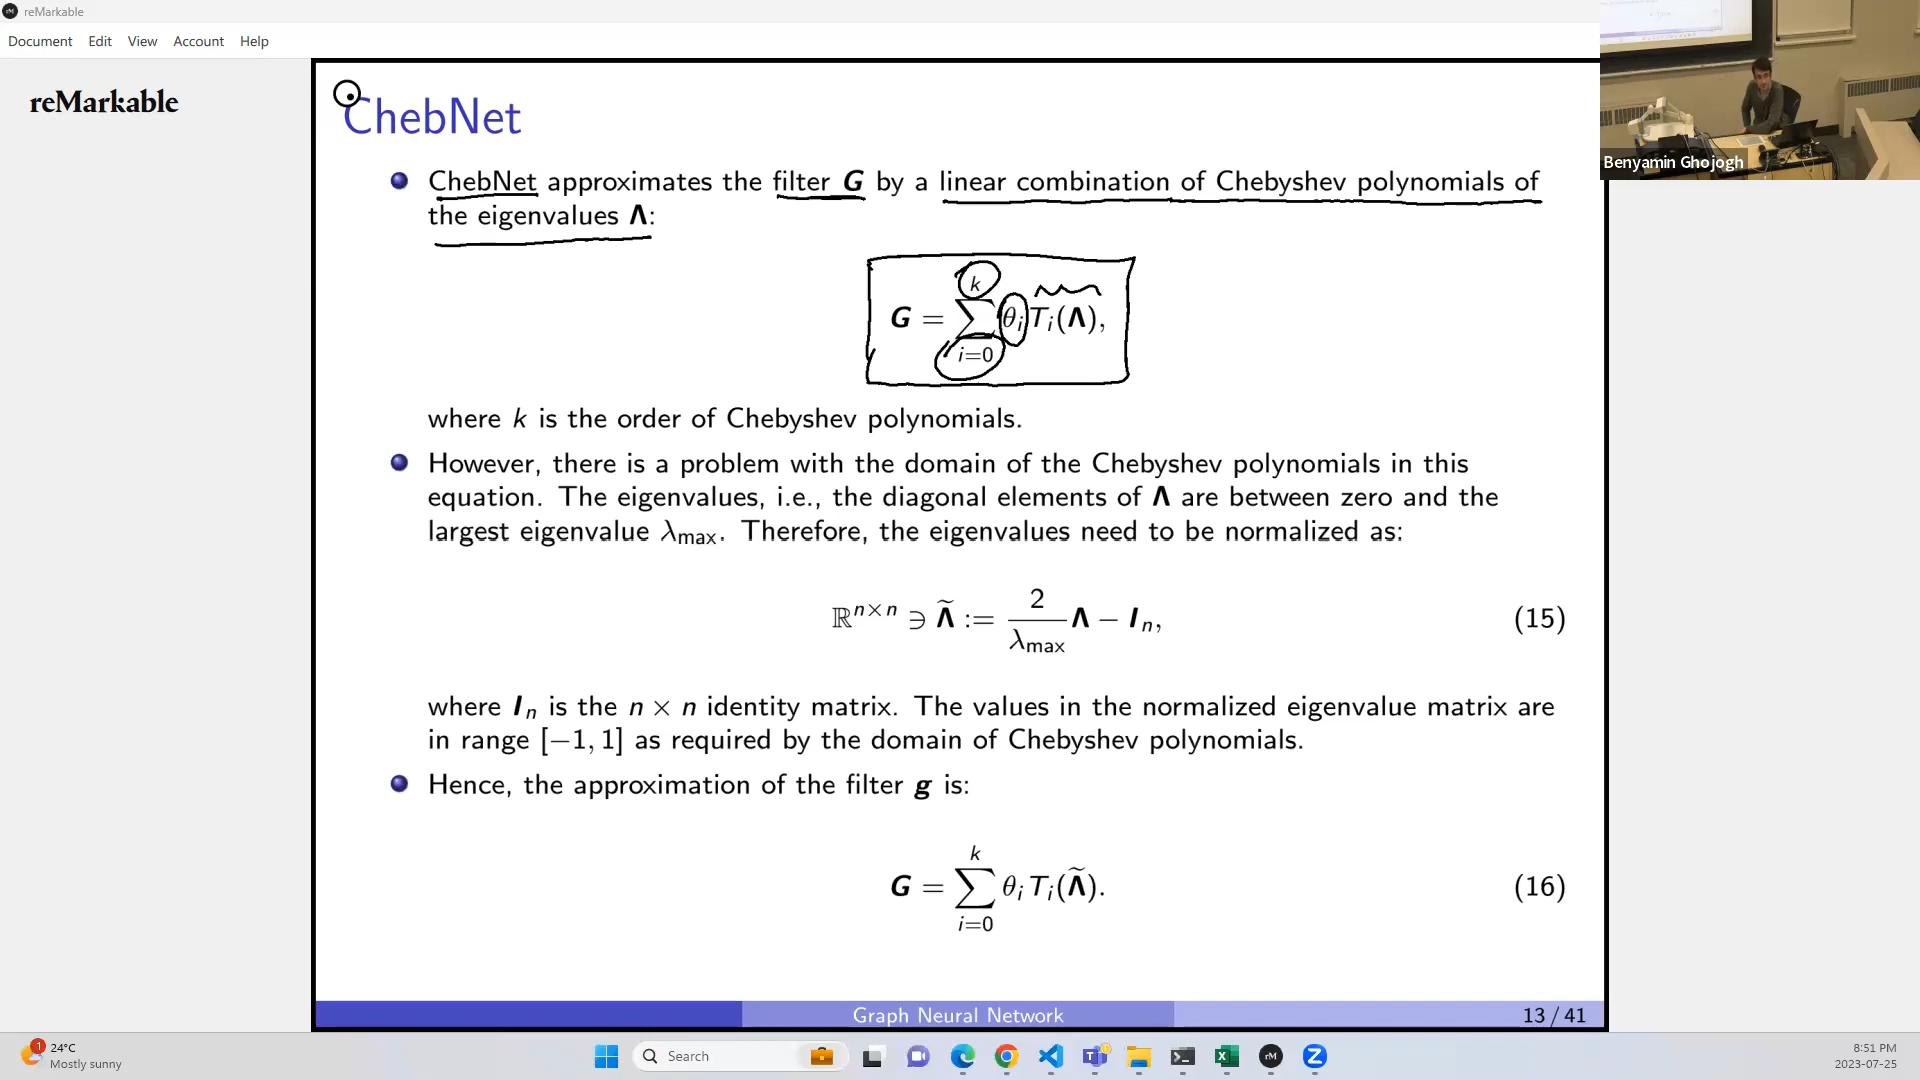 reMarkable
Document Edit View Account Help
reMarkable
Benyamin Ghojogh
ChebNet
ChebNet approximates the filter G by a linear combination of Chebyshev polynomials of
the eigenvalues Λ:
G = ∑_{i=0}^{k} θ_i T_i(Λ),
where k is the order of Chebyshev polynomials.
However, there is a problem with the domain of the Chebyshev polynomials in this
equation. The eigenvalues, i.e., the diagonal elements of Λ are between zero and the
largest eigenvalue λ_max. Therefore, the eigenvalues need to be normalized as:
ℝ^{n×n} ∋ Λ̃ := 2/λ_max Λ − I_n, (15)
where I_n is the n × n identity matrix. The values in the normalized eigenvalue matrix are
in range [−1, 1] as required by the domain of Chebyshev polynomials.
Hence, the approximation of the filter g is:
G = ∑_{i=0}^{k} θ_i T_i(Λ̃). (16)
Graph Neural Network 13 / 41
1
24°C
Mostly sunny
Search
rM
8:51 PM
2023-07-25